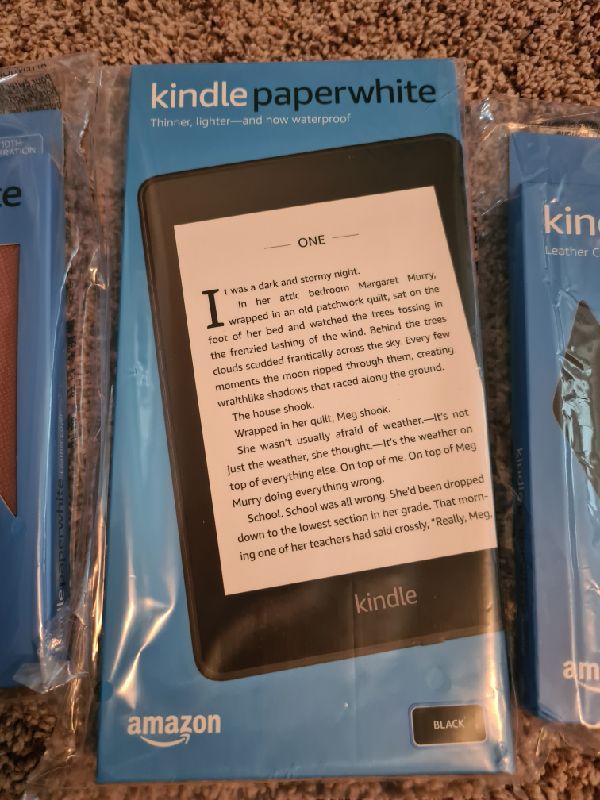 kindle paperwhite
Thinner, lighter—and now waterproof
ONE
It was a dark and stormy night.
In her attic bedroom Margaret Murry,
wrapped in an old patchwork quilt, sat on the
foot of her bed and watched the trees tossing in
the frenzied lashing of the wind. Behind the trees
clouds scudded frantically across the sky. Every few
moments the moon ripped through them, creating
wraithlike shadows that raced along the ground.
The house shook.
Wrapped in her quilt, Meg shook.
She wasn't usually afraid of weather.—It's not
just the weather, she thought.—It's the weather on
top of everything else. On top of me. On top of Meg
Murry doing everything wrong.
School. School was all wrong. She'd been dropped
down to the lowest section in her grade. That morn-
ing one of her teachers had said crossly, "Really, Meg,
kindle
amazon
BLACK
10TH
te
paperwhite
kin
Leather C
kindle
am